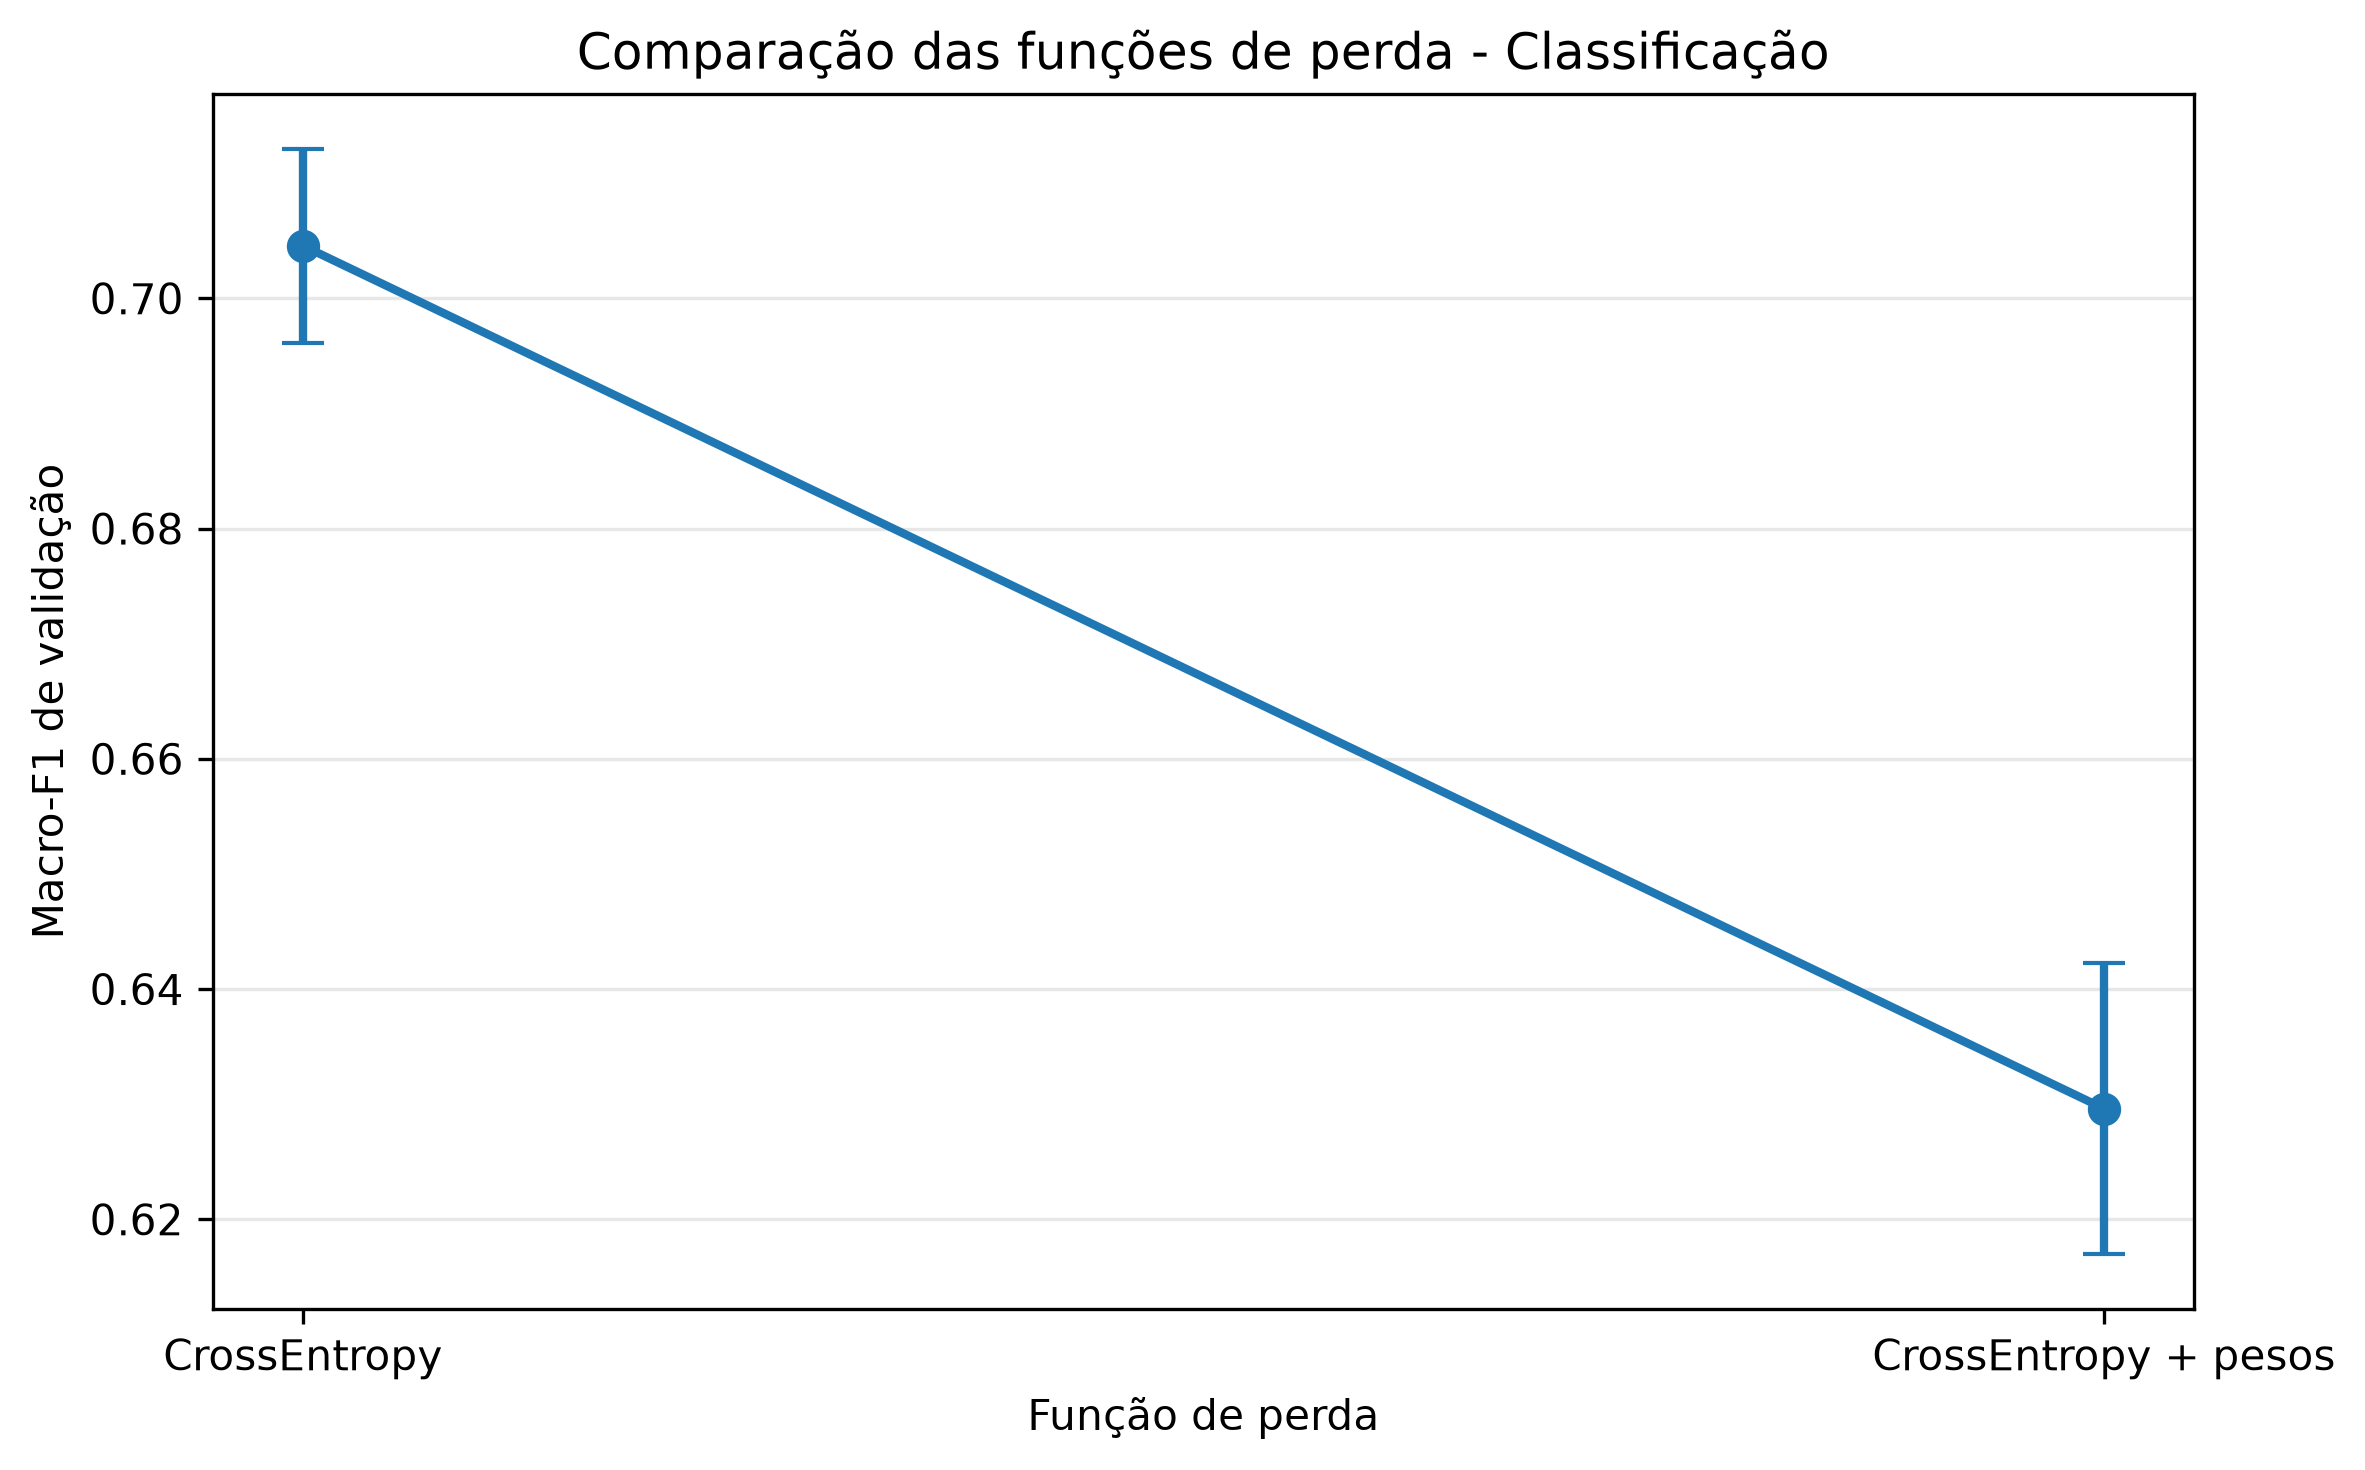 Comparação das funções de perda - Classificação
Macro-F1 de validação
0.70
0.68
0.66
0.64
0.62
CrossEntropy
CrossEntropy + pesos
Função de perda